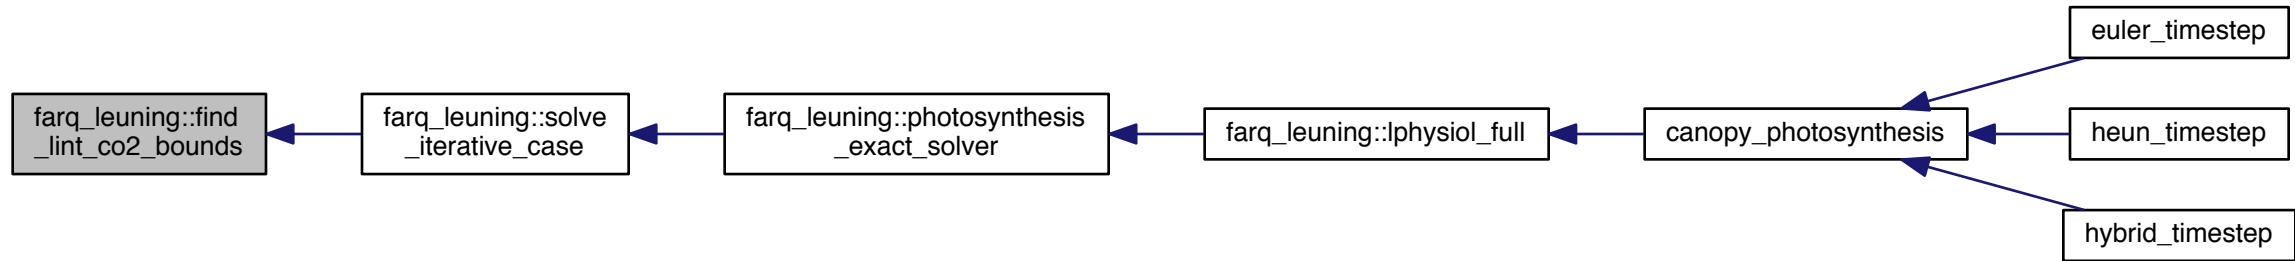 farq_leuning::find
_lint_co2_bounds
farq_leuning::solve
_iterative_case
farq_leuning::photosynthesis
_exact_solver
farq_leuning::lphysiol_full
canopy_photosynthesis
euler_timestep
heun_timestep
hybrid_timestep